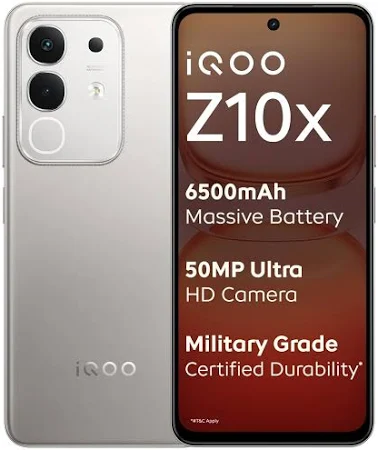 iQOO
Z10x
6500mAh
Massive Battery
50MP Ultra
HD Camera
Military Grade
Certified Durability*
*#T&C Apply
iQOO